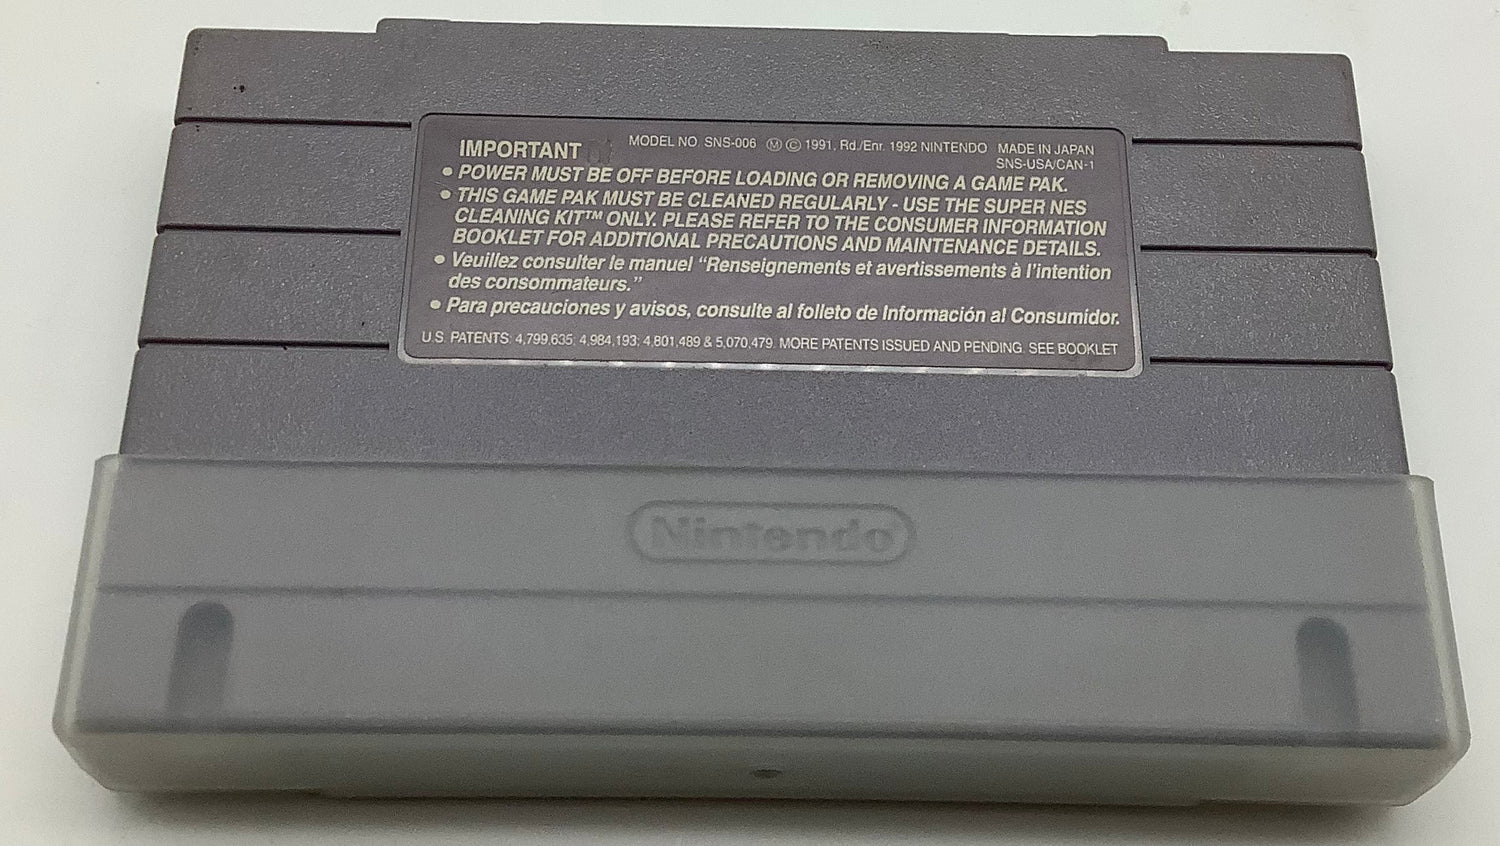 IMPORTANT
MODEL NO. SNS-006 Ⓜ © 1991, Rd./Enr. 1992 NINTENDO MADE IN JAPAN
SNS-USA/CAN-1
• POWER MUST BE OFF BEFORE LOADING OR REMOVING A GAME PAK.
• THIS GAME PAK MUST BE CLEANED REGULARLY - USE THE SUPER NES
CLEANING KIT™ ONLY. PLEASE REFER TO THE CONSUMER INFORMATION
BOOKLET FOR ADDITIONAL PRECAUTIONS AND MAINTENANCE DETAILS.
• Veuillez consulter le manuel “Renseignements et avertissements à l’intention
des consommateurs.”
• Para precauciones y avisos, consulte al folleto de Información al Consumidor.
U.S. PATENTS: 4,799,635; 4,984,193; 4,801,489 & 5,070,479. MORE PATENTS ISSUED AND PENDING. SEE BOOKLET
Nintendo